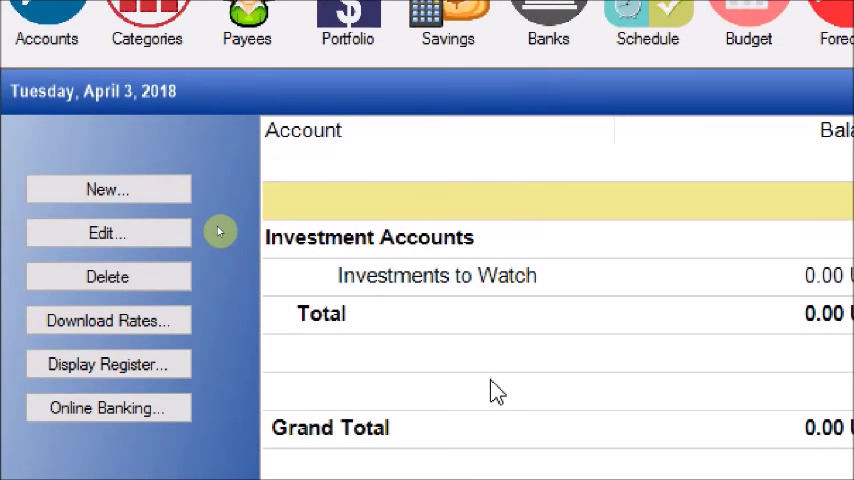 Accounts Categories Payees Portfolio Savings Banks Schedule Budget
Tuesday, April 3, 2018
Account
New...
Edit...
Investment Accounts
Delete
Investments to Watch 0.00
Total 0.00
Download Rates...
Display Register...
Online Banking...
Grand Total 0.00